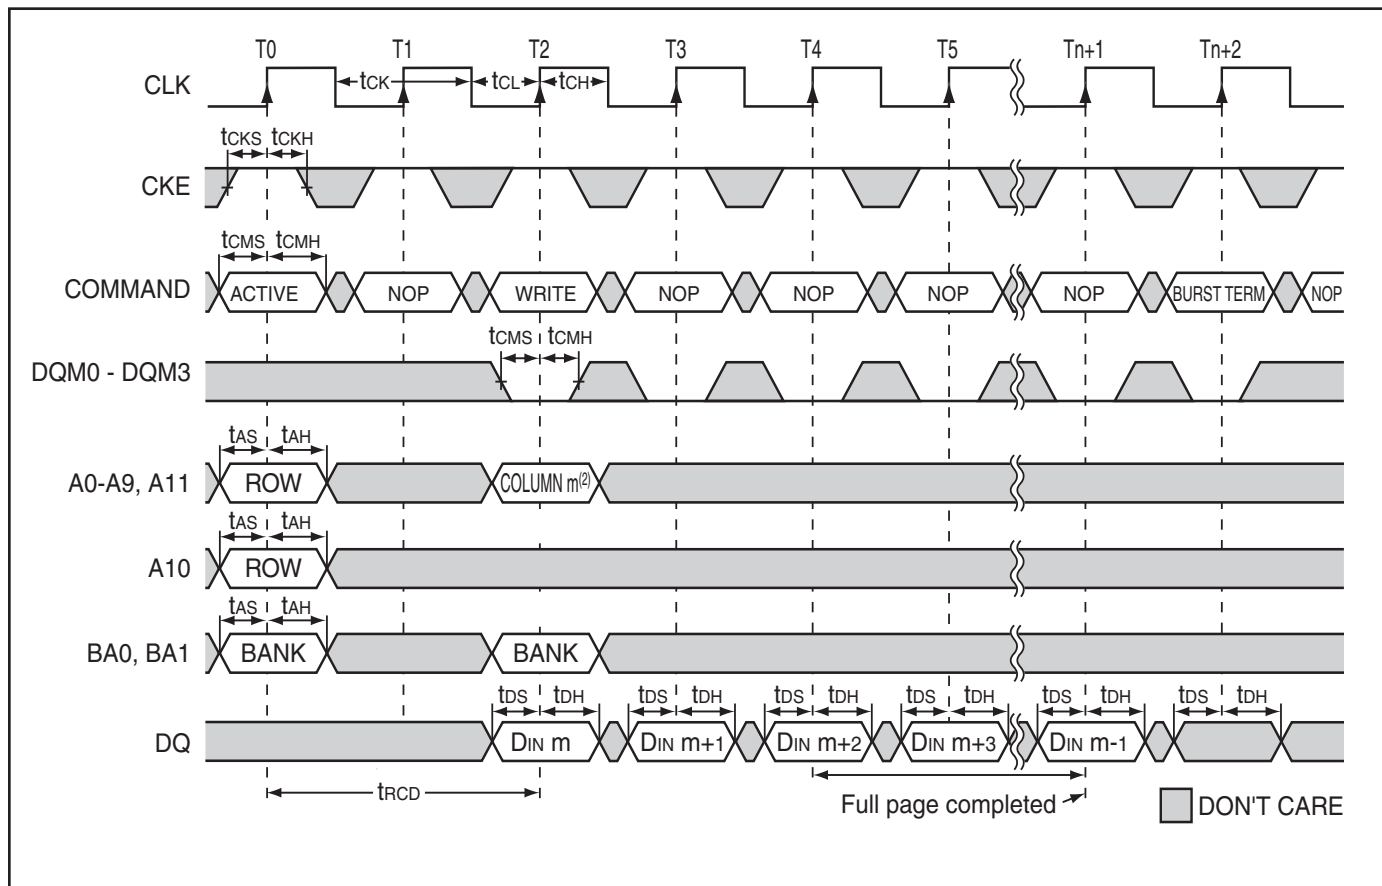 T0 T1 T2 T3 T4 T5 Tn+1 Tn+2
CLK tCK tCL tCH
tCKS tCKH
CKE
tCMS tCMH
COMMAND ACTIVE NOP WRITE NOP NOP NOP NOP BURST TERM NOP
tCMS tCMH
DQM0 - DQM3
tAS tAH
A0-A9, A11 ROW COLUMN m(2)
tAS tAH
A10 ROW
tAS tAH
BA0, BA1 BANK BANK
tDS tDH tDS tDH tDS tDH tDS tDH tDS tDH tDS tDH
DQ DIN m DIN m+1 DIN m+2 DIN m+3 DIN m-1
tRCD
Full page completed
DON'T CARE